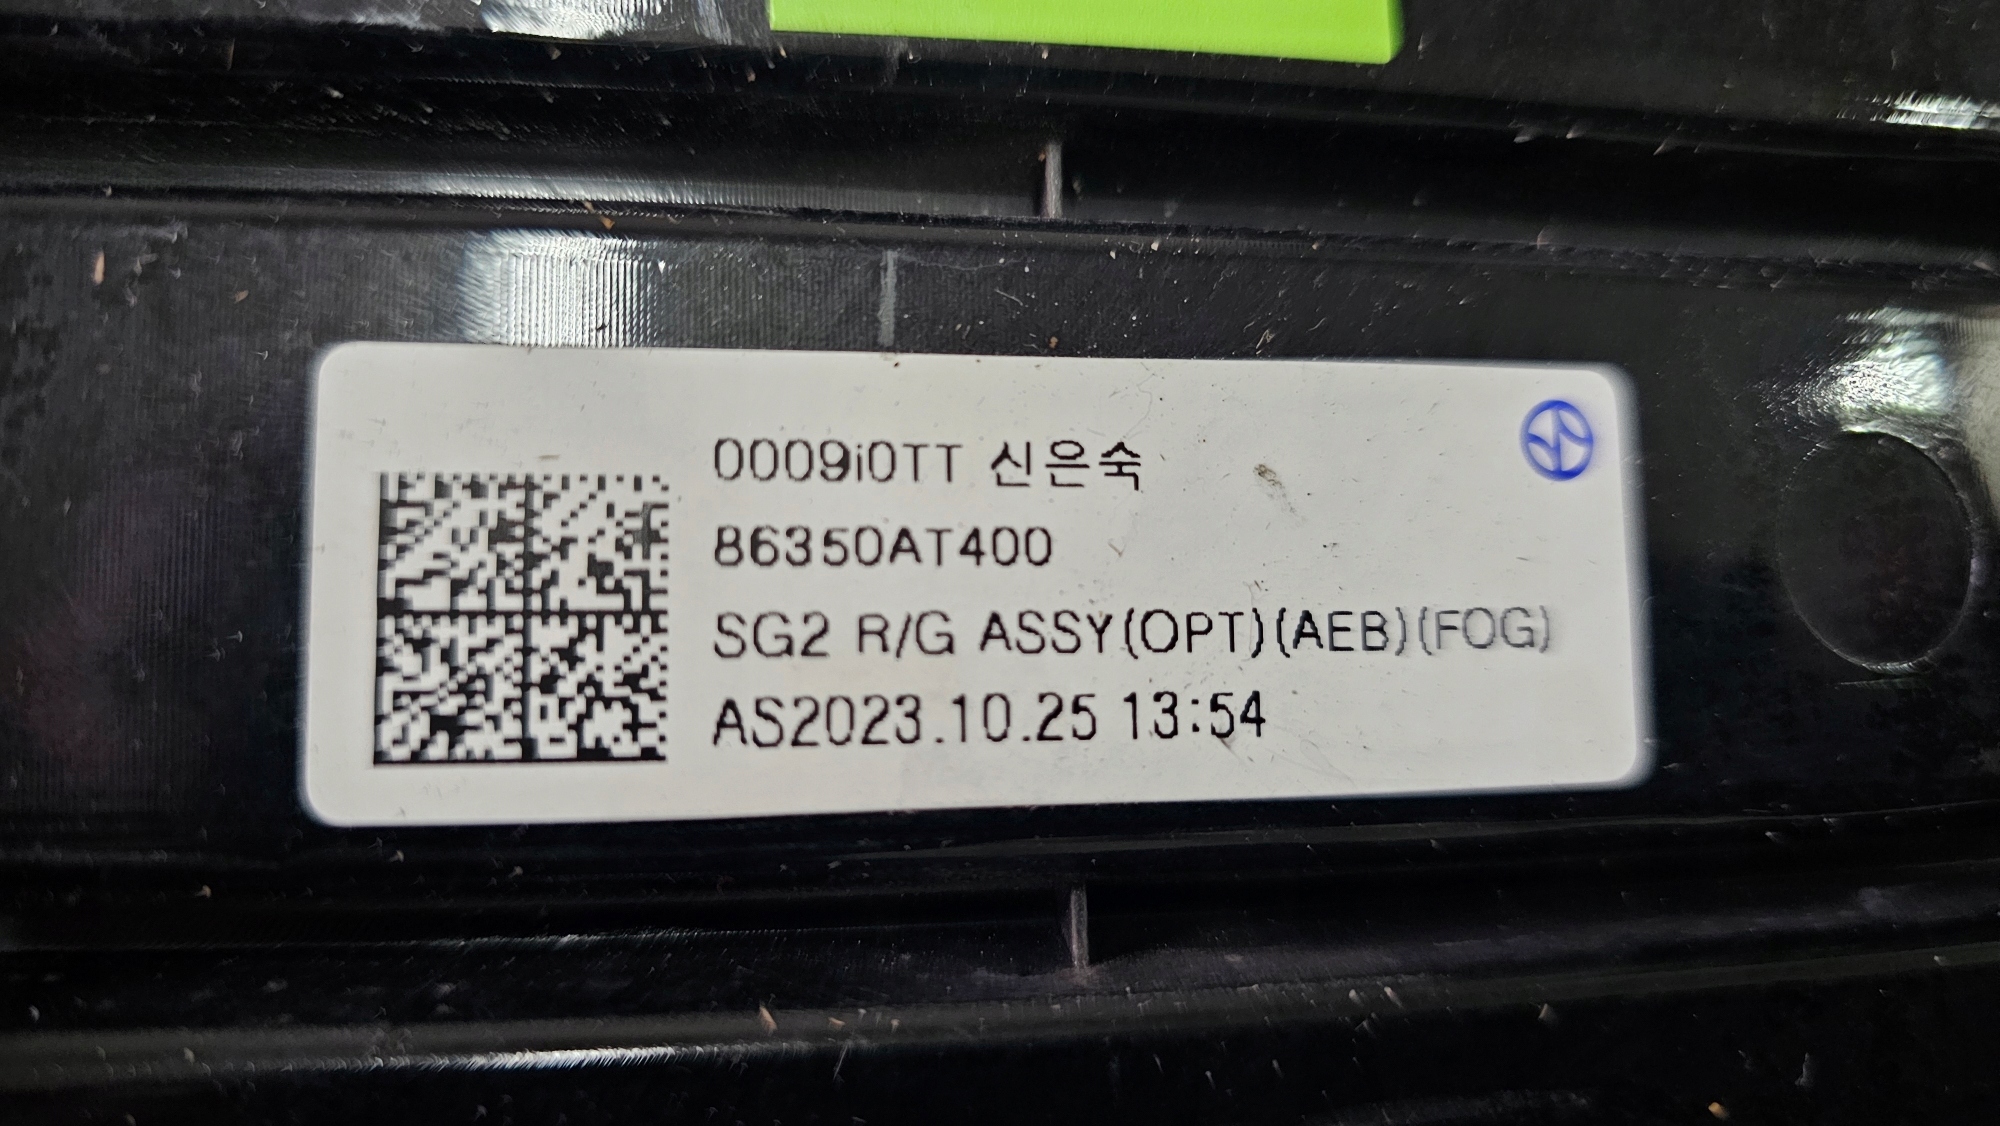 0009i0TT 신은숙
86350AT400
SG2 R/G ASSY(OPT)(AEB)(FOG)
AS2023.10.25 13:54